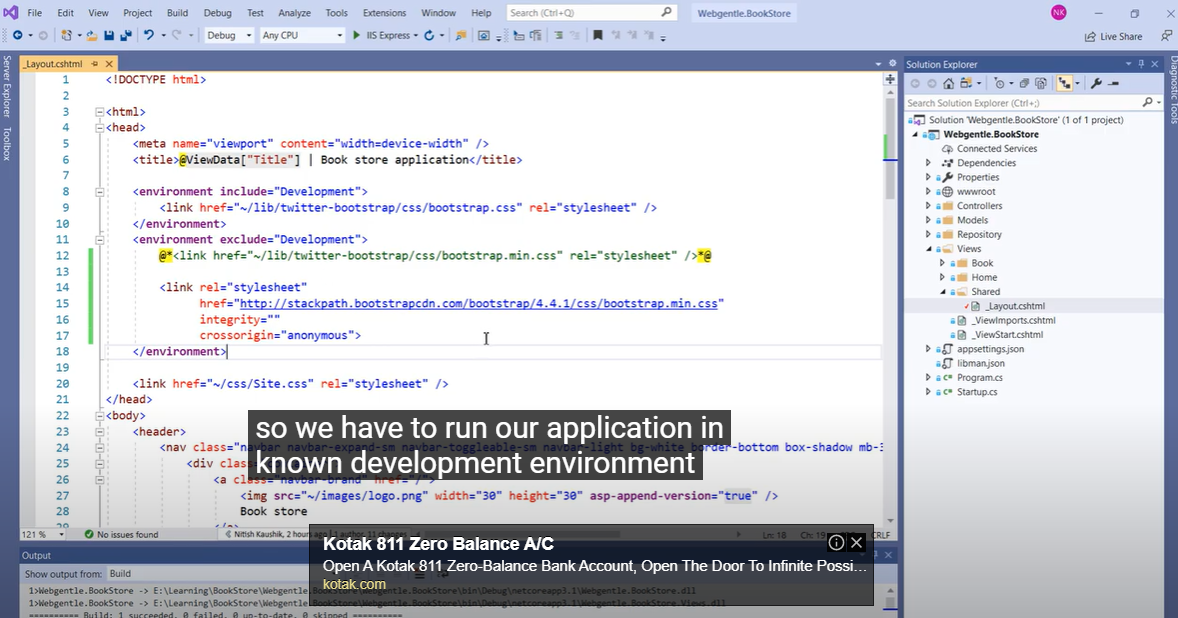 File Edit View Project Build Debug Test Analyze Tools Extensions Window Help Search (Ctrl+Q) Webgentle.BookStore NK
Debug Any CPU IIS Express Live Share
Server Explorer
Toolbox
_Layout.cshtml
1 <!DOCTYPE html>
2
3 <html>
4 <head>
5 <meta name="viewport" content="width=device-width" />
6 <title>@ViewData["Title"] | Book store application</title>
7
8 <environment include="Development">
9 <link href="~/lib/twitter-bootstrap/css/bootstrap.css" rel="stylesheet" />
10 </environment>
11 <environment exclude="Development">
12 @*<link href="~/lib/twitter-bootstrap/css/bootstrap.min.css" rel="stylesheet" />*@
13
14 <link rel="stylesheet"
15 href="http://stackpath.bootstrapcdn.com/bootstrap/4.4.1/css/bootstrap.min.css"
16 integrity=""
17 crossorigin="anonymous">
18 </environment>
19
20 <link href="~/css/Site.css" rel="stylesheet" />
21 </head>
22 <body>
23 <header>
24 <nav class="navbar navbar-expand-sm navbar-toggleable-sm navbar-light bg-white border-bottom box-shadow mb-3
25 <div class="co
26 <a class="navbar-brand" href="/">
27 <img src="~/images/logo.png" width="30" height="30" asp-append-version="true" />
28 Book store
29 </a>
so we have to run our application in
known development environment
121 % No issues found Nitish Kaushik, 2 hours ago | 1 author, 11 changes Ln: 18 Ch: 19 CRLF
Kotak 811 Zero Balance A/C
Open A Kotak 811 Zero-Balance Bank Account, Open The Door To Infinite Possi...
kotak.com
Output
Show output from: Build
1>Webgentle.BookStore -> E:\Learning\BookStore\Webgentle.BookStore\bin\Debug\netcoreapp3.1\Webgentle.BookStore.dll
1>Webgentle.BookStore -> E:\Learning\BookStore\Webgentle.BookStore\bin\Debug\netcoreapp3.1\Webgentle.BookStore.Views.dll
========== Build: 1 succeeded, 0 failed, 0 up-to-date, 0 skipped ==========
Solution Explorer
Search Solution Explorer (Ctrl+;)
Solution 'Webgentle.BookStore' (1 of 1 project)
Webgentle.BookStore
Connected Services
Dependencies
Properties
wwwroot
Controllers
Models
Repository
Views
Book
Home
Shared
_Layout.cshtml
_ViewImports.cshtml
_ViewStart.cshtml
appsettings.json
libman.json
Program.cs
Startup.cs
Diagnostic Tools